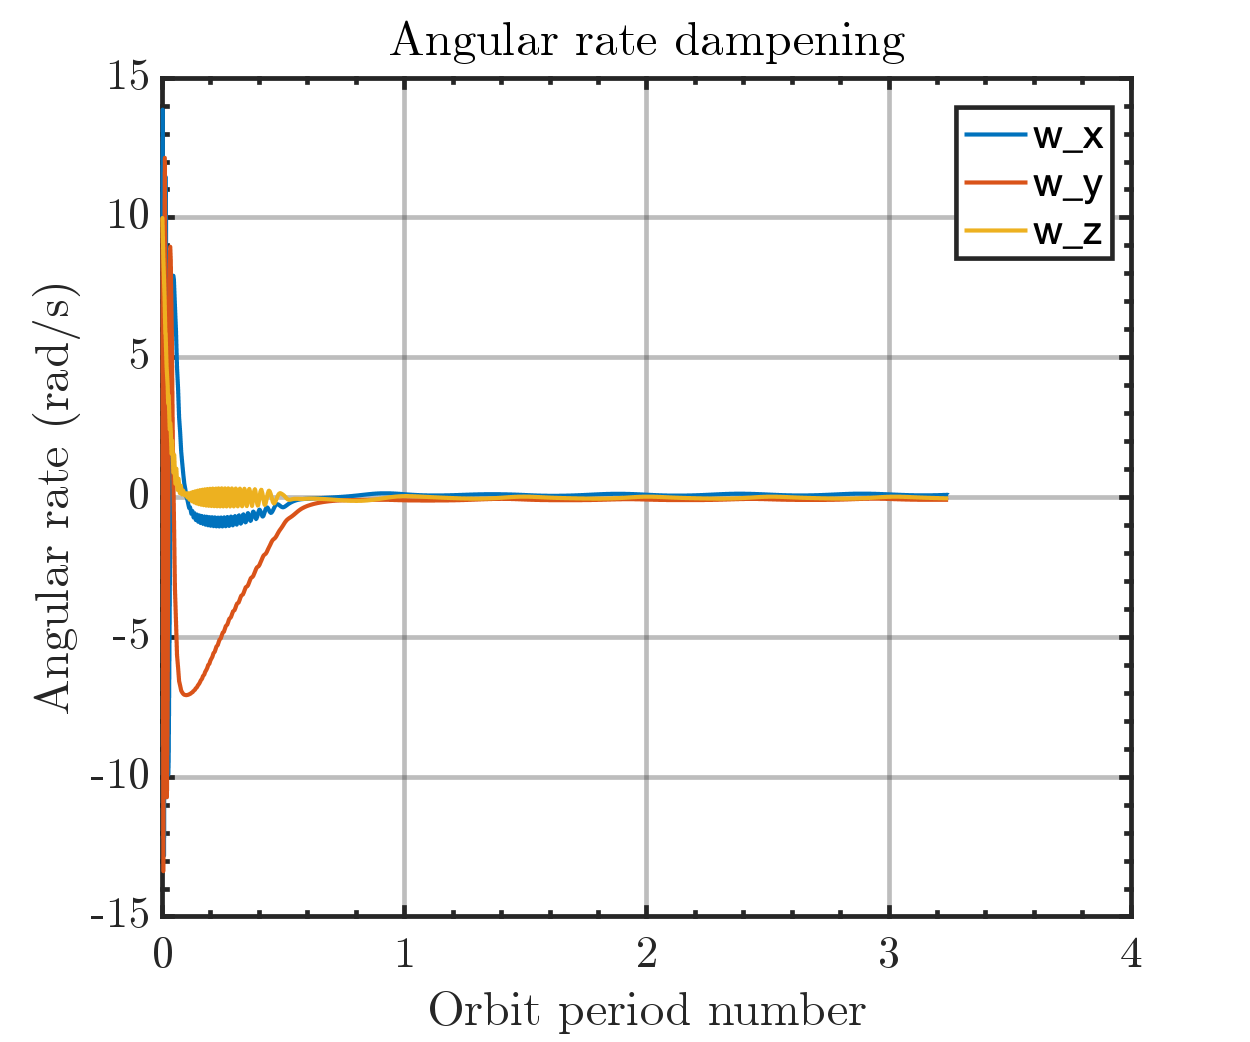 Angular rate dampening
15
10
5
0
-5
-10
-15
Angular rate (rad/s)
w_x
w_y
w_z
0 1 2 3 4
Orbit period number